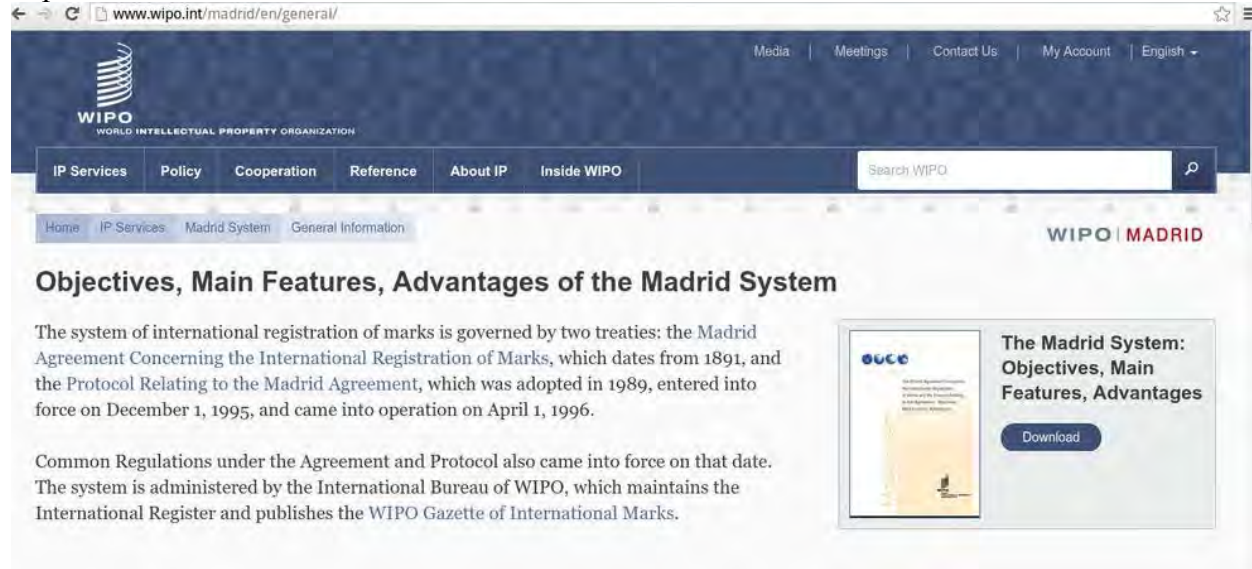 www.wipo.int/madrid/en/general/
Media | Meetings | Contact Us | My Account | English
WIPO
WORLD INTELLECTUAL PROPERTY ORGANIZATION
IP Services Policy Cooperation Reference About IP Inside WIPO Search WIPO
Home IP Services Madrid System General Information
WIPO | MADRID
Objectives, Main Features, Advantages of the Madrid System
The system of international registration of marks is governed by two treaties: the Madrid
Agreement Concerning the International Registration of Marks, which dates from 1891, and
the Protocol Relating to the Madrid Agreement, which was adopted in 1989, entered into
force on December 1, 1995, and came into operation on April 1, 1996.
Common Regulations under the Agreement and Protocol also came into force on that date.
The system is administered by the International Bureau of WIPO, which maintains the
International Register and publishes the WIPO Gazette of International Marks.
The Madrid System:
Objectives, Main
Features, Advantages
Download